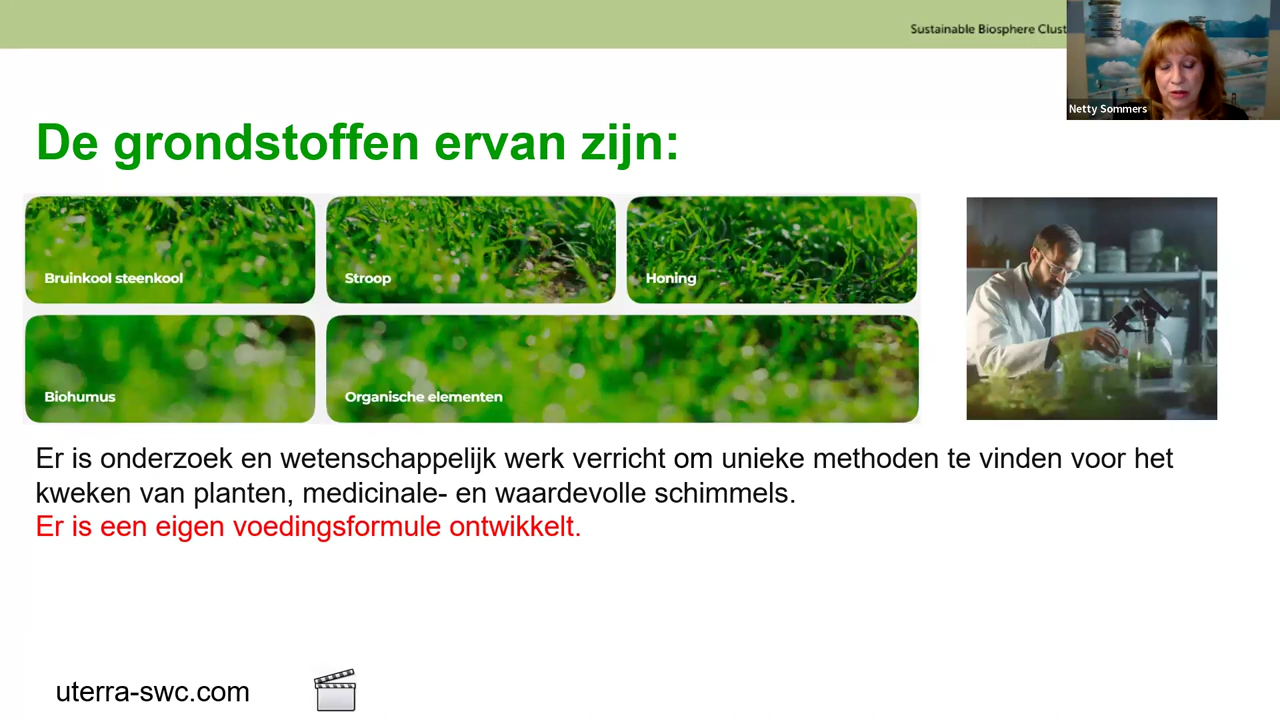 Sustainable Biosphere Clust
Netty Sommers
De grondstoffen ervan zijn:
Bruinkool steenkool
Stroop
Honing
Biohumus
Organische elementen
Er is onderzoek en wetenschappelijk werk verricht om unieke methoden te vinden voor het
kweken van planten, medicinale- en waardevolle schimmels.
Er is een eigen voedingsformule ontwikkelt.
uterra-swc.com